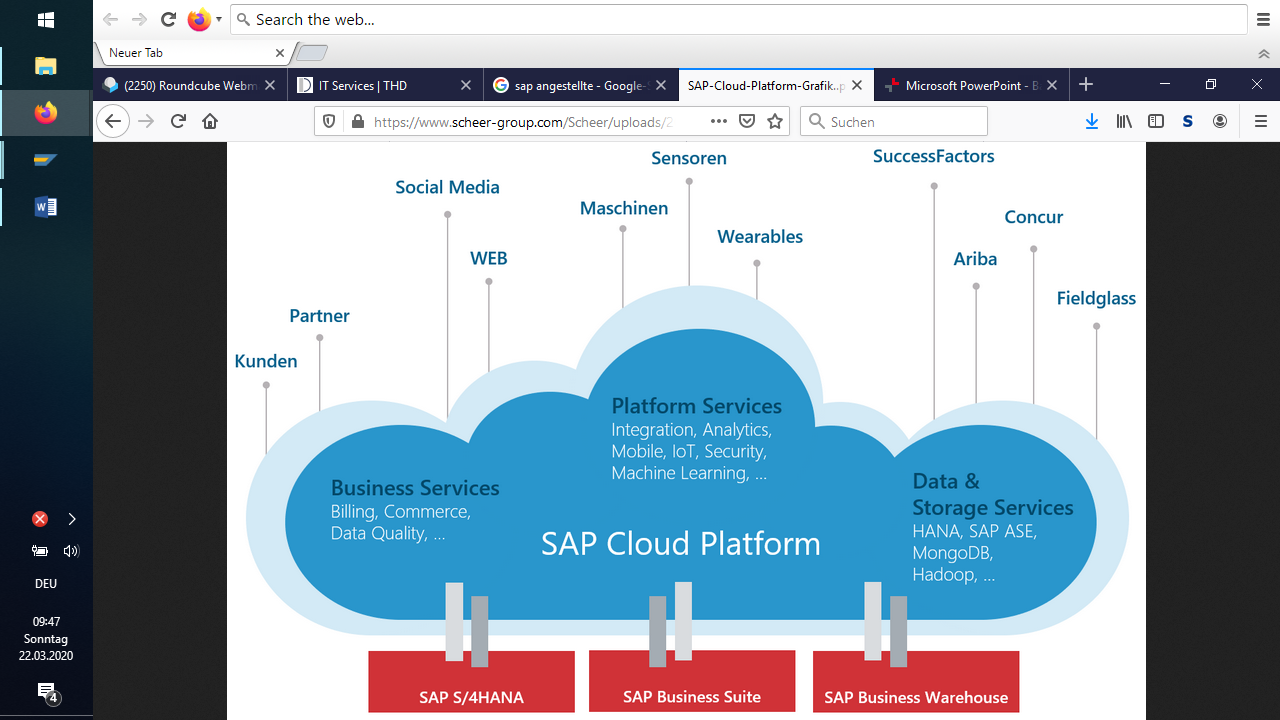 Search the web...
Neuer Tab
(2250) Roundcube Webm
IT Services | THD
sap angestellte - Google-S
SAP-Cloud-Platform-Grafik..p
Microsoft PowerPoint - B
https://www.scheer-group.com/Scheer/uploads/2
Suchen
Sensoren
SuccessFactors
Social Media
Maschinen
Concur
Wearables
WEB
Ariba
Fieldglass
Partner
Kunden
Platform Services
Integration, Analytics,
Mobile, IoT, Security,
Machine Learning, ...
Business Services
Billing, Commerce,
Data Quality, ...
Data &
Storage Services
HANA, SAP ASE,
MongoDB,
Hadoop, ...
SAP Cloud Platform
SAP S/4HANA
SAP Business Suite
SAP Business Warehouse
DEU
09:47
Sonntag
22.03.2020
4